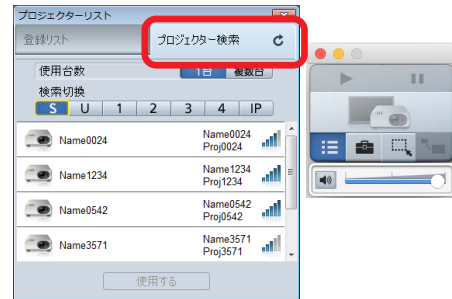 プロジェクターリスト
登録リスト
プロジェクター検索
使用台数
1台 複数台
検索切換
S U 1 2 3 4 IP
Name0024 Name0024
Proj0024
Name1234 Name1234
Proj1234
Name0542 Name0542
Proj0542
Name3571 Name3571
Proj3571
使用する